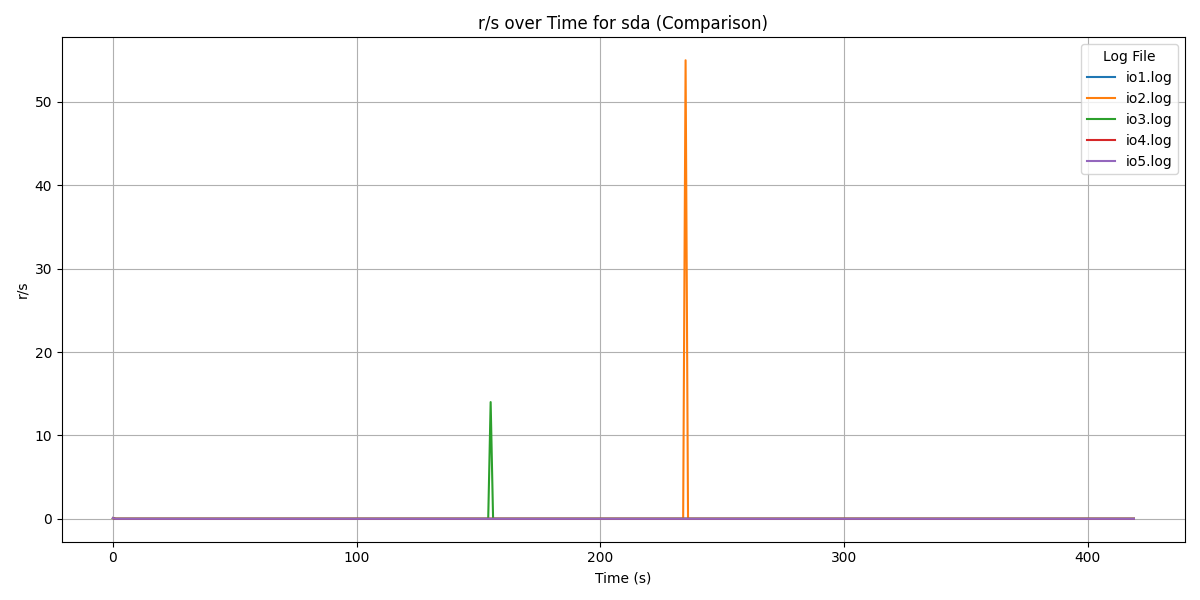 r/s over Time for sda (Comparison)
Log File
io1.log
io2.log
io3.log
io4.log
io5.log
r/s
50
40
30
20
10
0
0 100 200 300 400
Time (s)